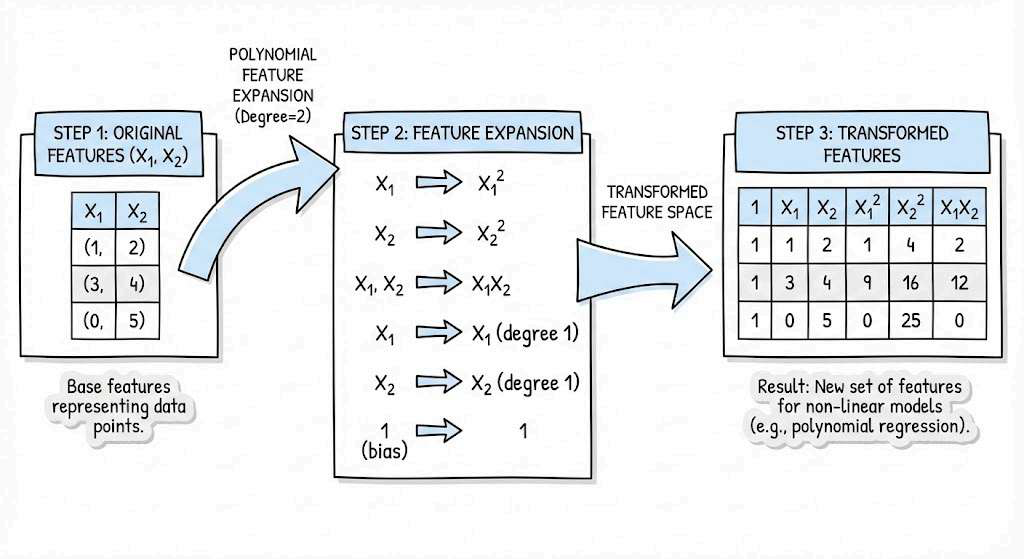 POLYNOMIAL
FEATURE
EXPANSION
(Degree=2)
STEP 1: ORIGINAL
FEATURES (X₁, X₂)
X₁ X₂
(1, 2)
(3, 4)
(0, 5)
Base features
representing data
points.
STEP 2: FEATURE EXPANSION
X₁ X₁²
X₂ X₂²
X₁, X₂ X₁X₂
X₁ X₁ (degree 1)
X₂ X₂ (degree 1)
1 1
(bias)
TRANSFORMED
FEATURE SPACE
STEP 3: TRANSFORMED
FEATURES
1 X₁ X₂ X₁² X₂² X₁X₂
1 1 2 1 4 2
1 3 4 9 16 12
1 0 5 0 25 0
Result: New set of features
for non-linear models
(e.g., polynomial regression).